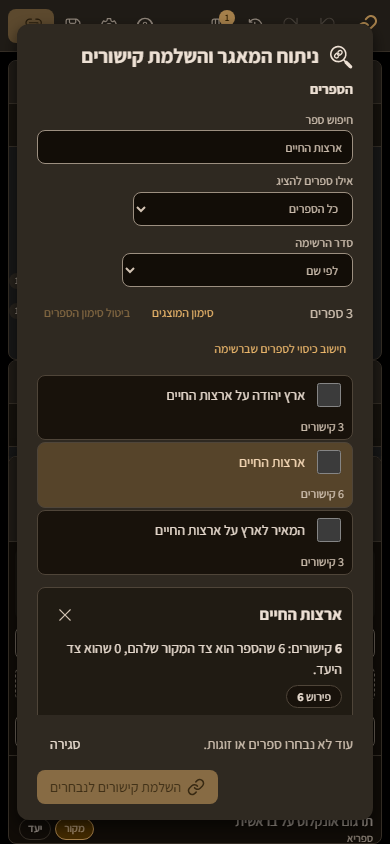 1
ניתוח המאגר והשלמת קישורים
הספרים
חיפוש ספר
ארצות החיים
אילו ספרים להציג
כל הספרים
סדר הרשימה
לפי שם
3 ספרים
סימון המוצגים
ביטול סימון הספרים
חישוב כיסוי לספרים שברשימה
ארץ יהודה על ארצות החיים
3 קישורים
ארצות החיים
6 קישורים
המאיר לארץ על ארצות החיים
3 קישורים
ארצות החיים
6 קישורים: 6 שהספר הוא צד המקור שלהם, 0 שהוא צד
היעד.
פירוש 6
עוד לא נבחרו ספרים או זוגות.
סגירה
השלמת קישורים לנבחרים
תרגום אונקלוס על בראשית
מקור
יעד
ספריא